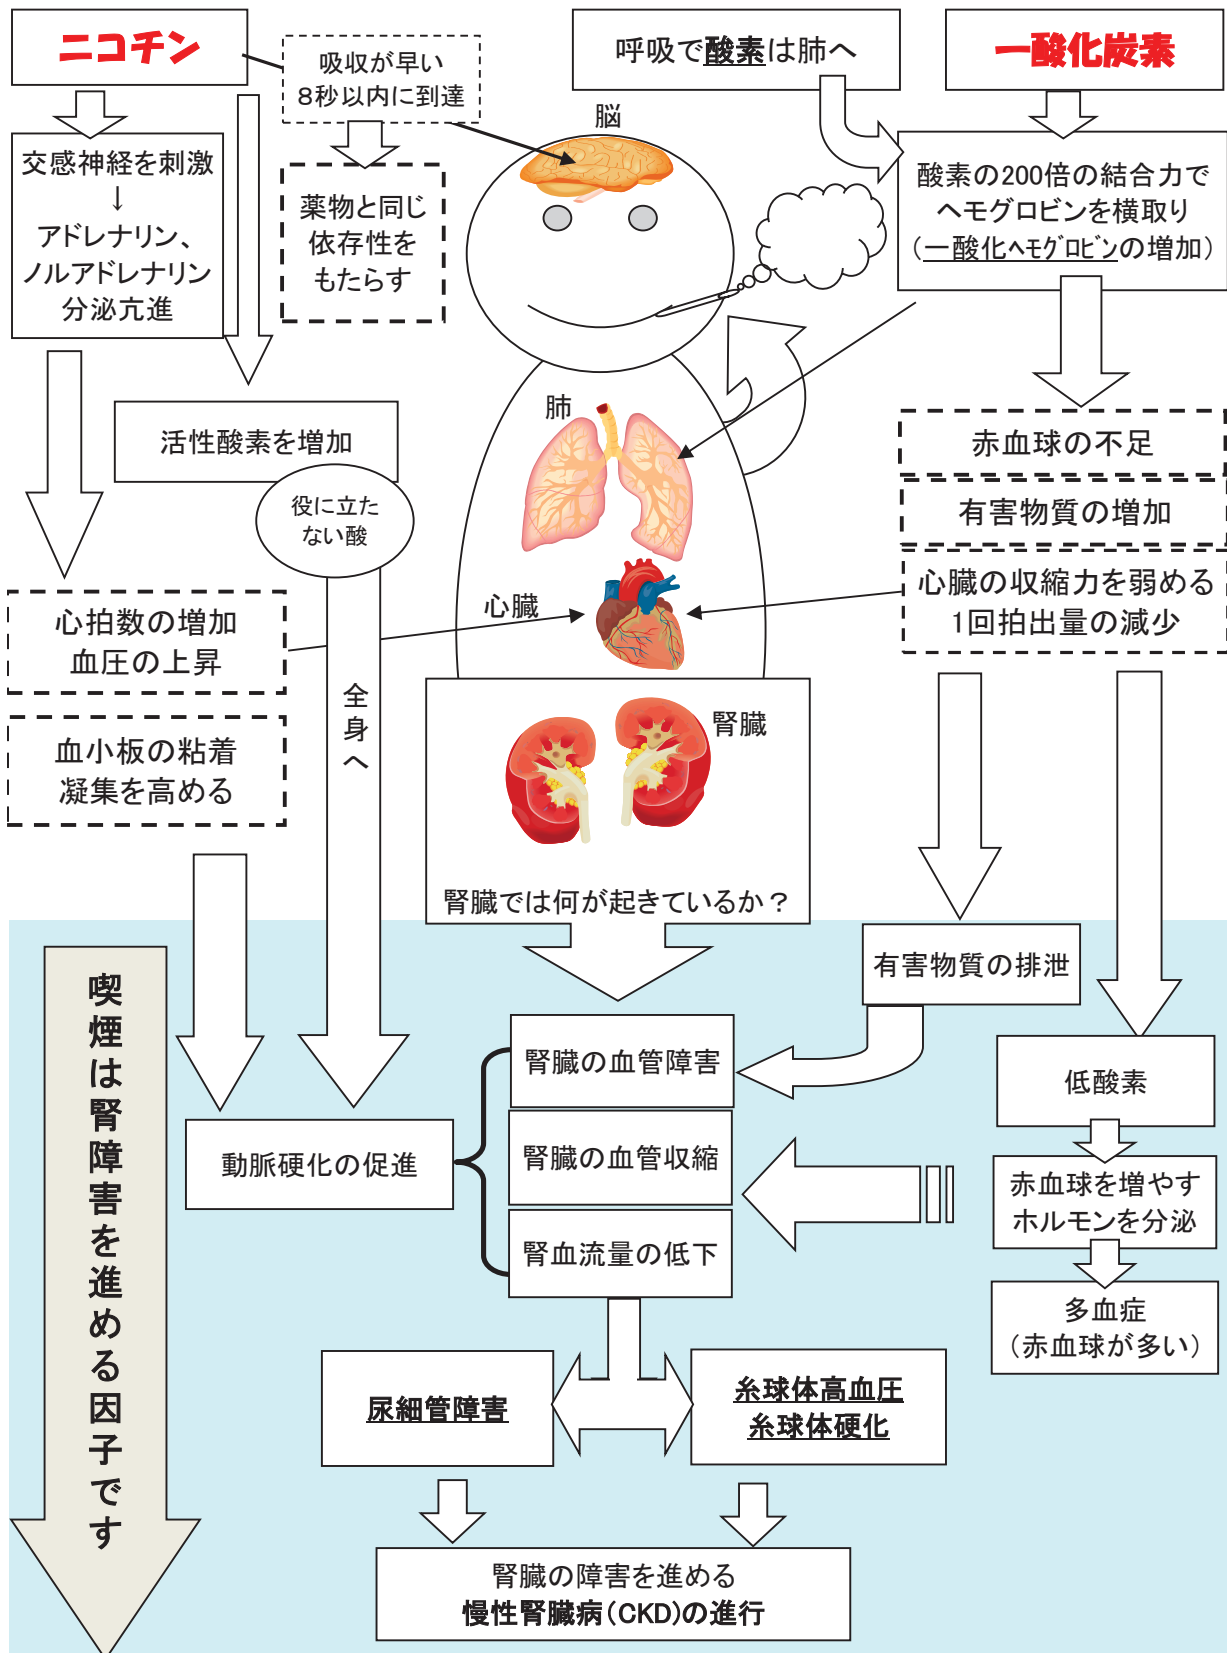 ニコチン
吸収が早い
8秒以内に到達
呼吸で酸素は肺へ
一酸化炭素
脳
交感神経を刺激
↓
アドレナリン、
ノルアドレナリン
分泌亢進
薬物と同じ
依存性を
もたらす
酸素の200倍の結合力で
ヘモグロビンを横取り
（一酸化ヘモグロビンの増加）
肺
活性酸素を増加
役に立た
ない酸
赤血球の不足
有害物質の増加
心臓の収縮力を弱める
1回拍出量の減少
心臓
心拍数の増加
血圧の上昇
全身へ
血小板の粘着
凝集を高める
腎臓
腎臓では何が起きているか？
有害物質の排泄
喫煙は腎障害を進める因子です
腎臓の血管障害
低酸素
動脈硬化の促進
腎臓の血管収縮
赤血球を増やす
ホルモンを分泌
腎血流量の低下
多血症
（赤血球が多い）
尿細管障害
糸球体高血圧
糸球体硬化
腎臓の障害を進める
慢性腎臓病（CKD）の進行